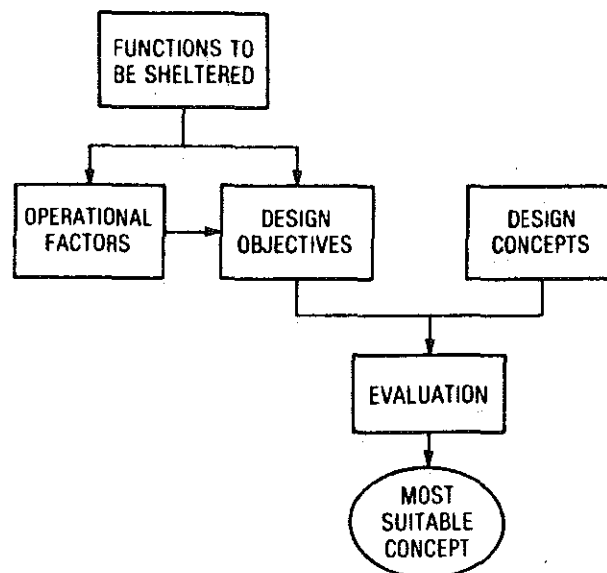 FUNCTIONS TO
BE SHELTERED
OPERATIONAL
FACTORS
DESIGN
OBJECTIVES
DESIGN
CONCEPTS
EVALUATION
MOST
SUITABLE
CONCEPT